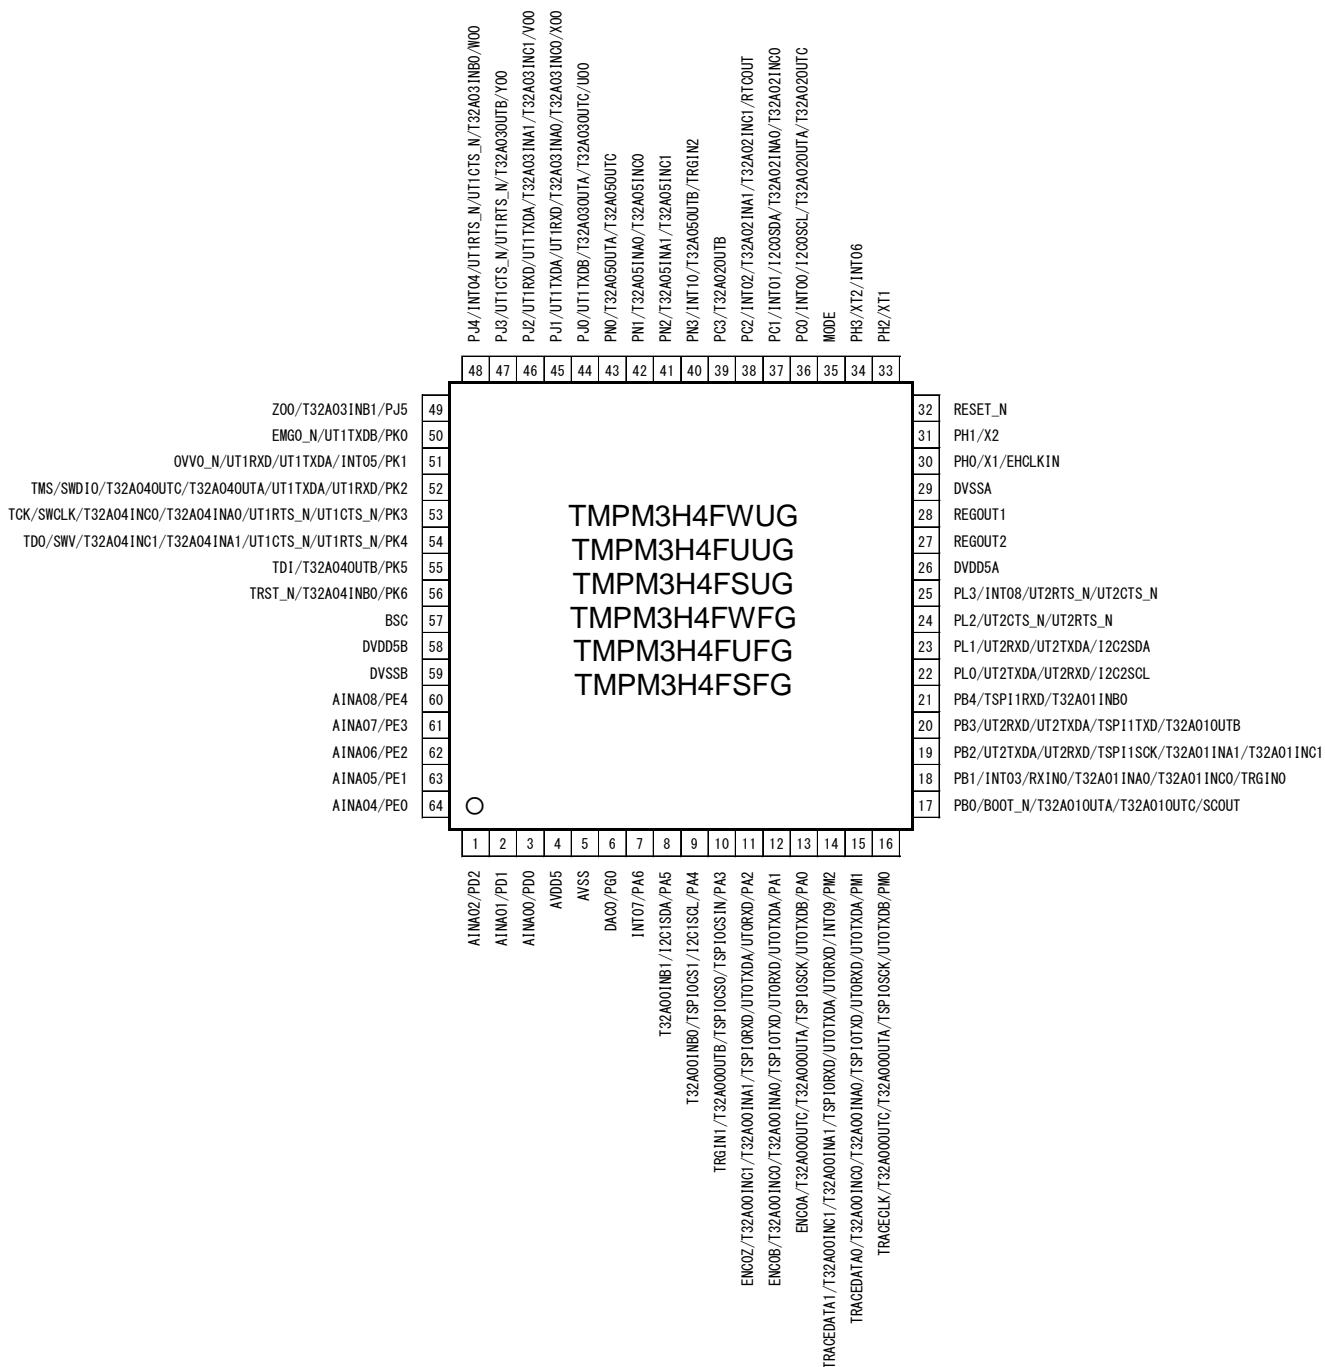 PJ4/INT04/UT1RTS_N/UT1CTS_N/T32A03INB0/WO0
PJ3/UT1CTS_N/UT1RTS_N/T32A03OUTB/YO0
PJ2/UT1RXD/UT1TXDA/T32A03INA1/T32A03INC1/VO0
PJ1/UT1TXDA/UT1RXD/T32A03INA0/T32A03INC0/XO0
PJ0/UT1TXDB/T32A03OUTA/T32A03OUTC/UO0
PN0/T32A05OUTA/T32A05OUTC
PN1/T32A05INA0/T32A05INC0
PN2/T32A05INA1/T32A05INC1
PN3/INT10/T32A05OUTB/TRGIN2
PC3/T32A02OUTB
PC2/INT02/T32A02INA1/T32A02INC1/RTCOUT
PC1/INT01/I2C0SDA/T32A02INA0/T32A02INC0
PC0/INT00/I2C0SCL/T32A02OUTA/T32A02OUTC
MODE
PH3/XT2/INT06
PH2/XT1
48 47 46 45 44 43 42 41 40 39 38 37 36 35 34 33
ZO0/T32A03INB1/PJ5 49
EMG0_N/UT1TXDB/PK0 50
OVV0_N/UT1RXD/UT1TXDA/INT05/PK1 51
TMS/SWDIO/T32A04OUTC/T32A04OUTA/UT1TXDA/UT1RXD/PK2 52
TCK/SWCLK/T32A04INC0/T32A04INA0/UT1RTS_N/UT1CTS_N/PK3 53
TDO/SWV/T32A04INC1/T32A04INA1/UT1CTS_N/UT1RTS_N/PK4 54
TDI/T32A04OUTB/PK5 55
TRST_N/T32A04INB0/PK6 56
BSC 57
DVDD5B 58
DVSSB 59
AINA08/PE4 60
AINA07/PE3 61
AINA06/PE2 62
AINA05/PE1 63
AINA04/PE0 64
TMPM3H4FWUG
TMPM3H4FUUG
TMPM3H4FSUG
TMPM3H4FWFG
TMPM3H4FUFG
TMPM3H4FSFG
32 RESET_N
31 PH1/X2
30 PH0/X1/EHCLKIN
29 DVSSA
28 REGOUT1
27 REGOUT2
26 DVDD5A
25 PL3/INT08/UT2RTS_N/UT2CTS_N
24 PL2/UT2CTS_N/UT2RTS_N
23 PL1/UT2RXD/UT2TXDA/I2C2SDA
22 PL0/UT2TXDA/UT2RXD/I2C2SCL
21 PB4/TSPI1RXD/T32A01INB0
20 PB3/UT2RXD/UT2TXDA/TSPI1TXD/T32A01OUTB
19 PB2/UT2TXDA/UT2RXD/TSPI1SCK/T32A01INA1/T32A01INC1
18 PB1/INT03/RXIN0/T32A01INA0/T32A01INC0/TRGIN0
17 PB0/BOOT_N/T32A01OUTA/T32A01OUTC/SCOUT
1 2 3 4 5 6 7 8 9 10 11 12 13 14 15 16
AINA02/PD2
AINA01/PD1
AINA00/PD0
AVDD5
AVSS
DAC0/PG0
INT07/PA6
T32A00INB1/I2C1SDA/PA5
T32A00INB0/TSPI0CS1/I2C1SCL/PA4
TRGIN1/T32A00OUTB/TSPI0CS0/TSPI0CSIN/PA3
ENC0Z/T32A00INC1/T32A00INA1/TSPI0RXD/UT0TXDA/UT0RXD/PA2
ENC0B/T32A00INC0/T32A00INA0/TSPI0TXD/UT0RXD/UT0TXDA/PA1
ENC0A/T32A00OUTC/T32A00OUTA/TSPI0SCK/UT0TXDB/PA0
TRACEDATA1/T32A00INC1/T32A00INA1/TSPI0RXD/UT0TXDA/UT0RXD/INT09/PM2
TRACEDATA0/T32A00INC0/T32A00INA0/TSPI0TXD/UT0RXD/UT0TXDA/PM1
TRACECLK/T32A00OUTC/T32A00OUTA/TSPI0SCK/UT0TXDB/PM0